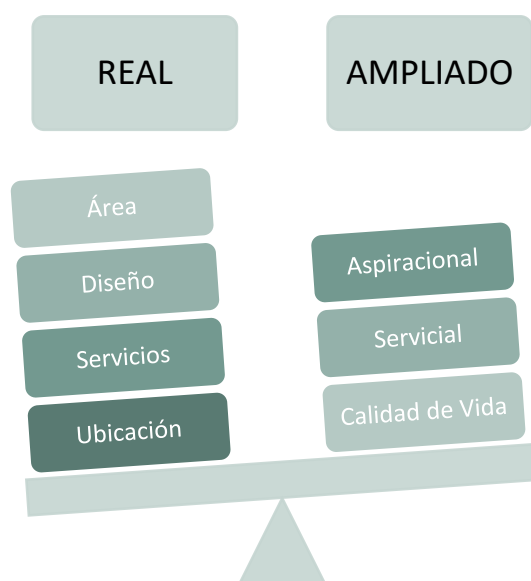 REAL
AMPLIADO
Área
Diseño
Servicios
Ubicación
Aspiracional
Servicial
Calidad de Vida